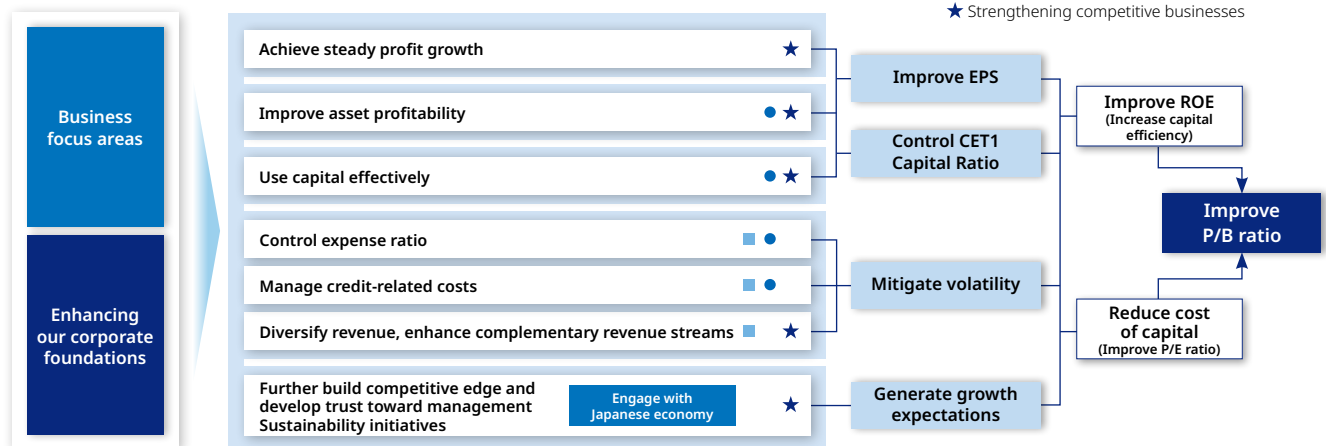 ★ Strengthening competitive businesses
Business
focus areas
Enhancing
our corporate
foundations
Achieve steady profit growth ★
Improve asset profitability ● ★
Use capital effectively ● ★
Control expense ratio ■ ●
Manage credit-related costs ■ ●
Diversify revenue, enhance complementary revenue streams ■ ★
Further build competitive edge and
develop trust toward management
Sustainability initiatives
Engage with
Japanese economy
★
Improve EPS
Control CET1
Capital Ratio
Mitigate volatility
Generate growth
expectations
Improve ROE
(Increase capital
efficiency)
Improve
P/B ratio
Reduce cost
of capital
(Improve P/E ratio)